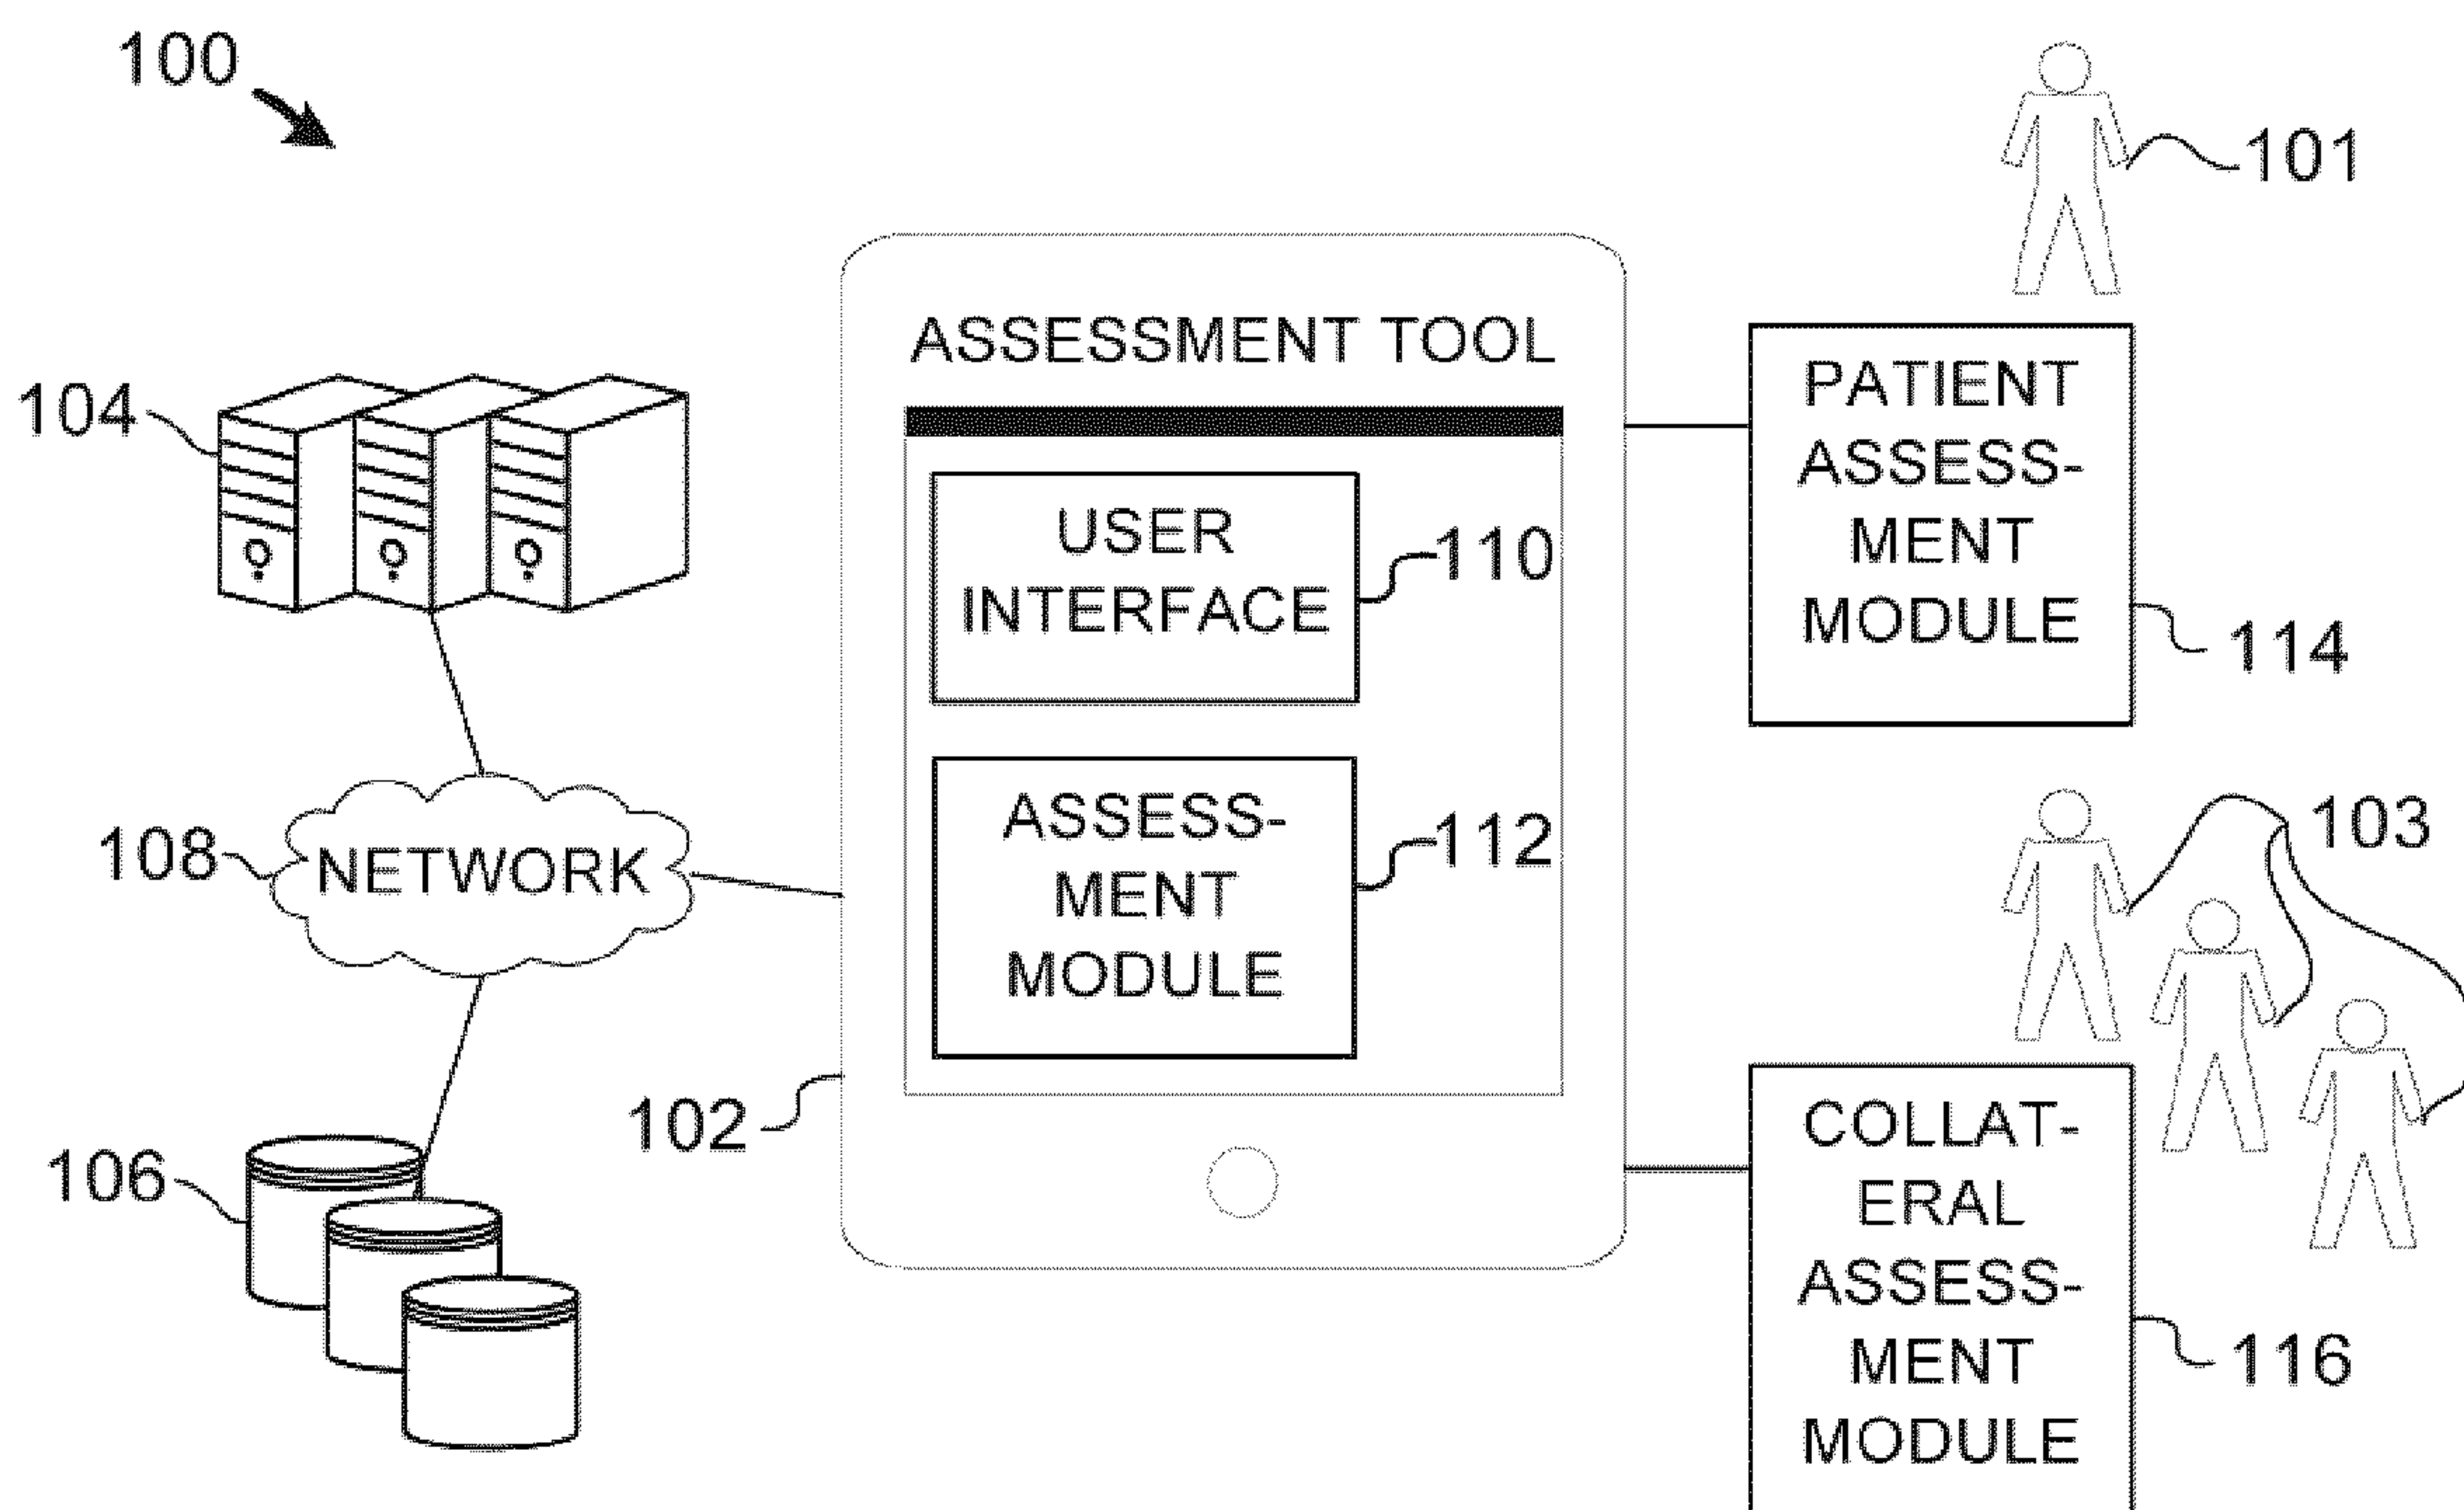 100
101
ASSESSMENT TOOL
PATIENT
ASSESS-
MENT
MODULE
104
USER
INTERFACE
110
114
108
NETWORK
ASSESS-
MENT
MODULE
112
103
102
106
COLLAT-
ERAL
ASSESS-
MENT
MODULE
116